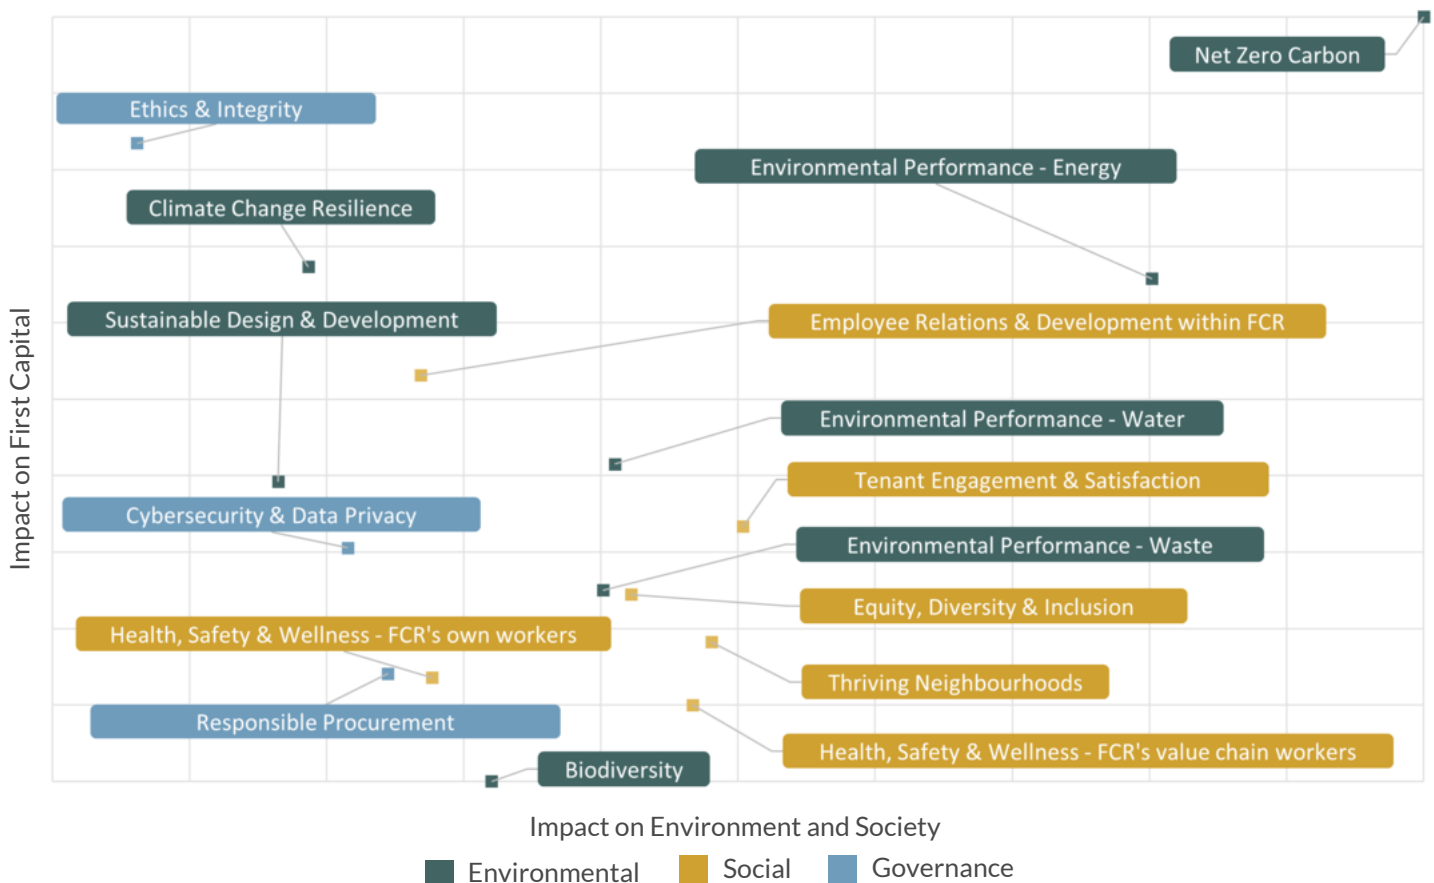 Net Zero Carbon
Ethics & Integrity
Environmental Performance - Energy
Climate Change Resilience
Sustainable Design & Development
Employee Relations & Development within FCR
Impact on First Capital
Environmental Performance - Water
Tenant Engagement & Satisfaction
Cybersecurity & Data Privacy
Environmental Performance - Waste
Equity, Diversity & Inclusion
Health, Safety & Wellness - FCR's own workers
Thriving Neighbourhoods
Responsible Procurement
Health, Safety & Wellness - FCR's value chain workers
Biodiversity
Impact on Environment and Society
Environmental
Social
Governance